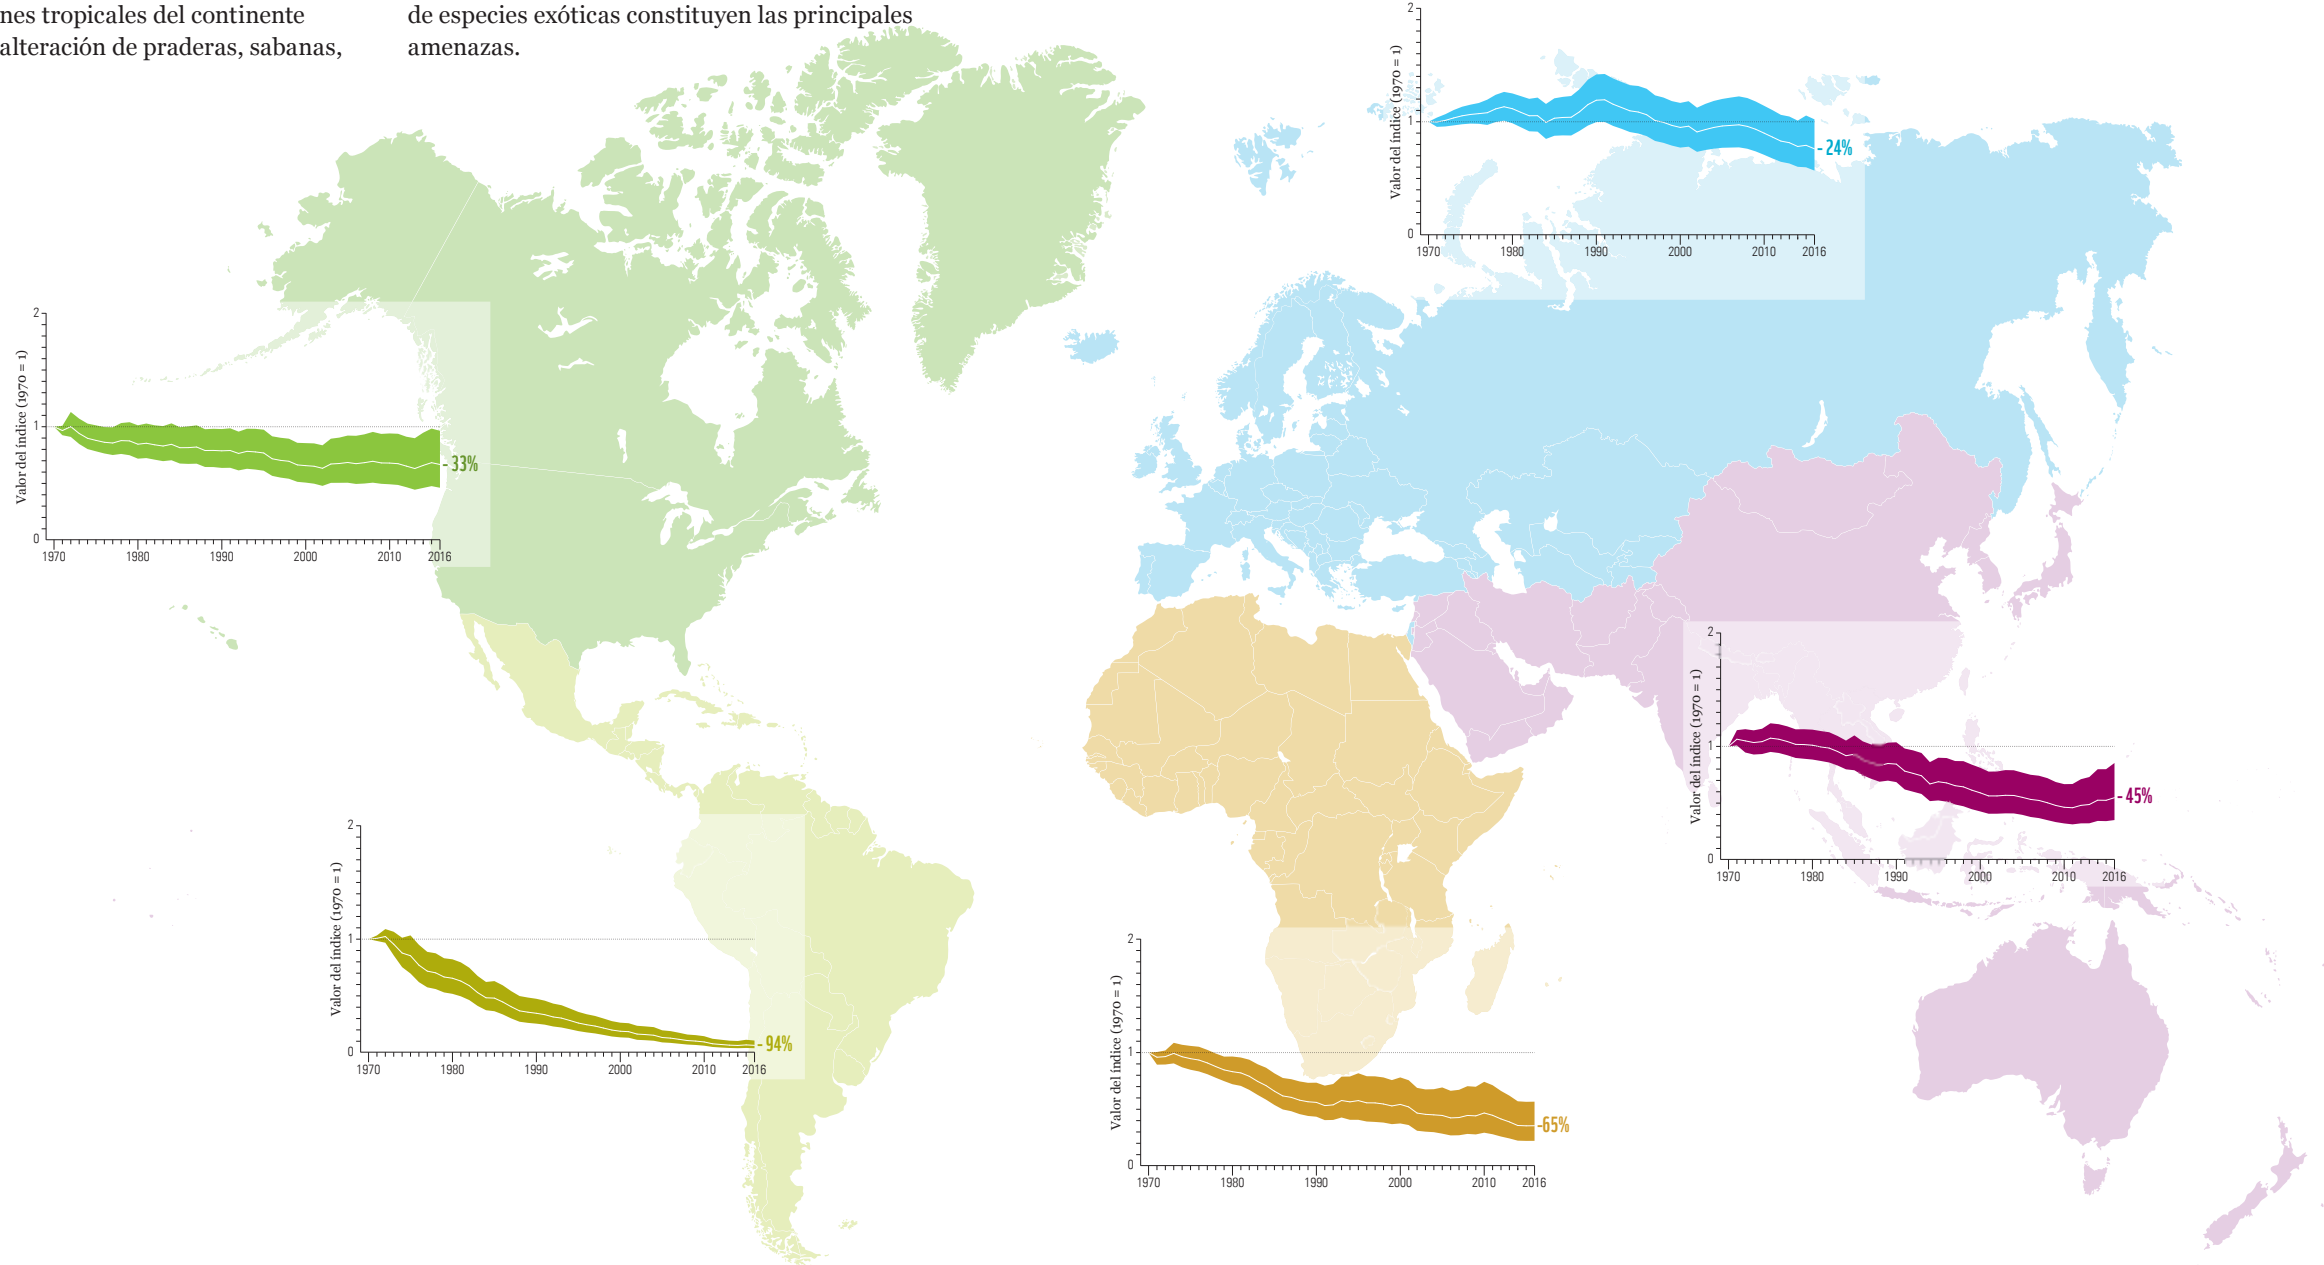 nes tropicales del continente
alteración de praderas, sabanas,
de especies exóticas constituyen las principales
amenazas.
Valor del índice (1970 = 1)
2
1
0
1970 1980 1990 2000 2010 2016
- 24%
Valor del índice (1970 = 1)
2
1
0
1970 1980 1990 2000 2010 2016
- 33%
Valor del índice (1970 = 1)
2
1
0
1970 1980 1990 2000 2010 2016
- 45%
Valor del índice (1970 = 1)
2
1
0
1970 1980 1990 2000 2010 2016
- 94%
Valor del índice (1970 = 1)
2
1
0
1970 1980 1990 2000 2010 2016
-65%